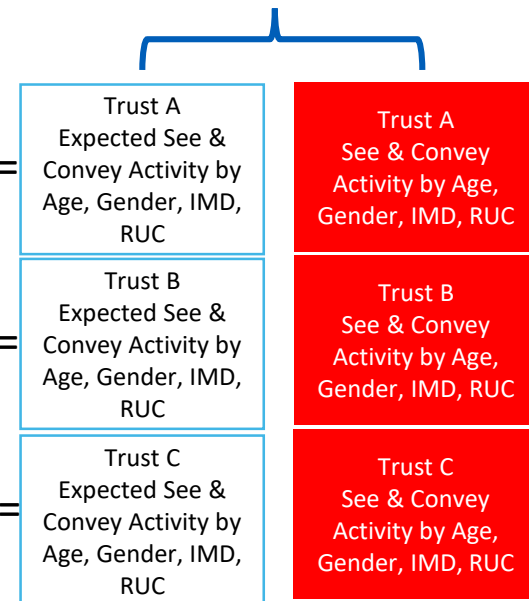 Trust A
Expected See &
Convey Activity by
Age, Gender, IMD,
RUC
=
Trust A
See & Convey
Activity by Age,
Gender, IMD, RUC
Trust B
Expected See &
Convey Activity by
Age, Gender, IMD,
RUC
=
Trust B
See & Convey
Activity by Age,
Gender, IMD, RUC
Trust C
Expected See &
Convey Activity by
Age, Gender, IMD,
RUC
=
Trust C
See & Convey
Activity by Age,
Gender, IMD, RUC